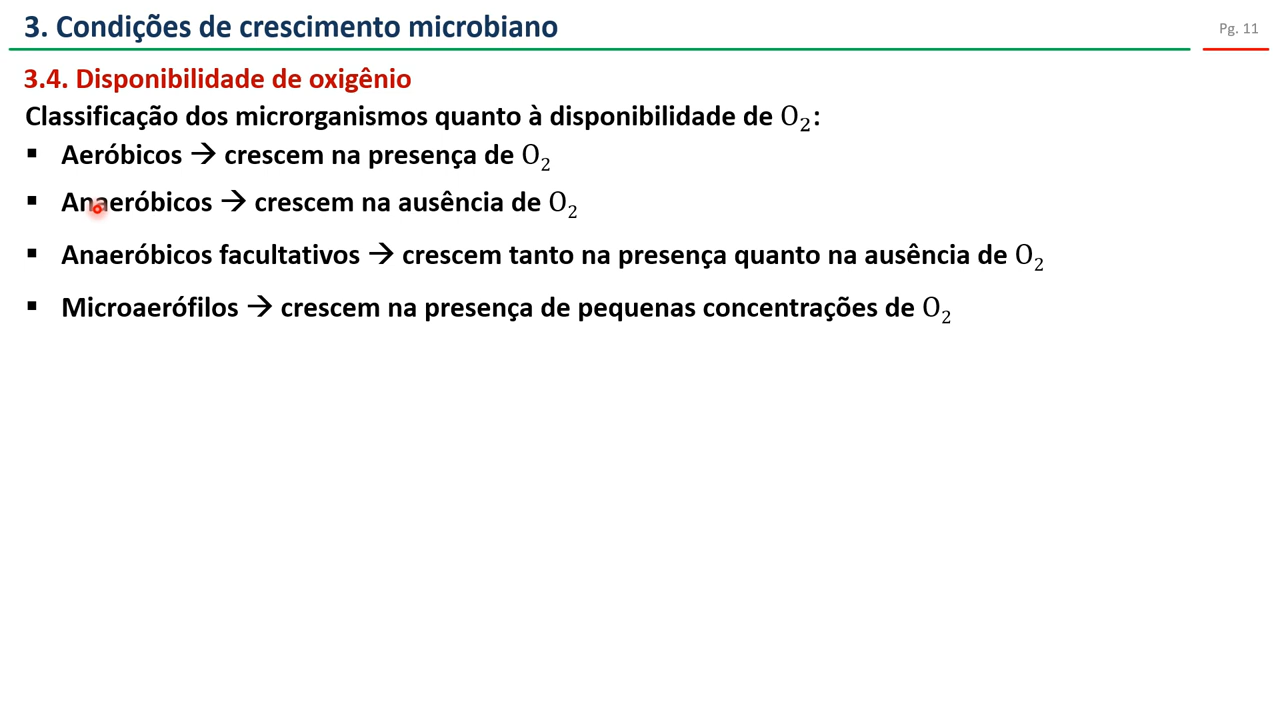 3. Condições de crescimento microbiano
Pg. 11
3.4. Disponibilidade de oxigênio
Classificação dos microrganismos quanto à disponibilidade de O₂:
▪ Aeróbicos → crescem na presença de O₂
▪ Anaeróbicos → crescem na ausência de O₂
▪ Anaeróbicos facultativos → crescem tanto na presença quanto na ausência de O₂
▪ Microaerófilos → crescem na presença de pequenas concentrações de O₂